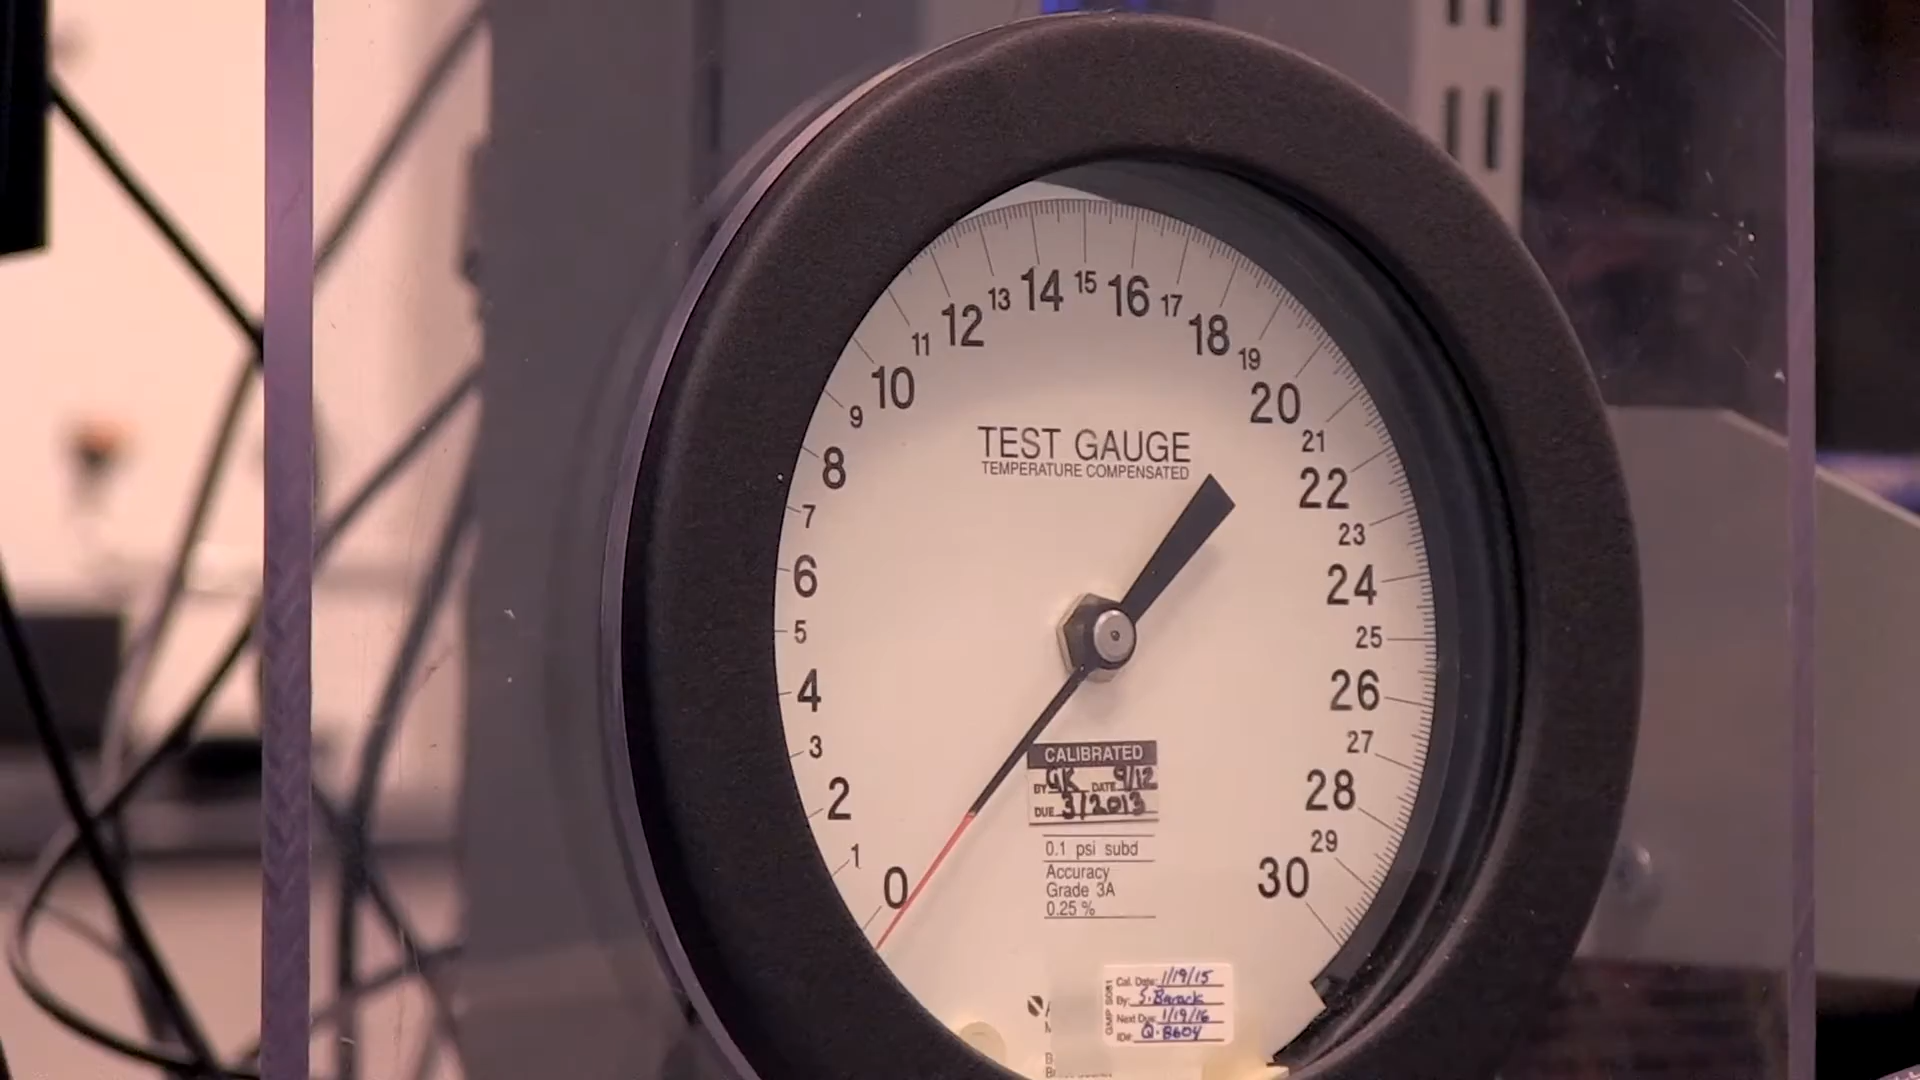 14 15 16
13 17
12 18
11 19
10 20
9 21
8 22
7 23
6 24
5 25
4 26
3 27
2 28
1 29
0 30
TEST GAUGE
TEMPERATURE COMPENSATED
CALIBRATED
BY GK DATE 9/12
DUE 3/2013
0.1 psi subd
Accuracy
Grade 3A
0.25 %
GMP S081
Cal. Date: 1/19/15
By: S. Barack
Next Due: 1/19/16
ID#: Q-8604